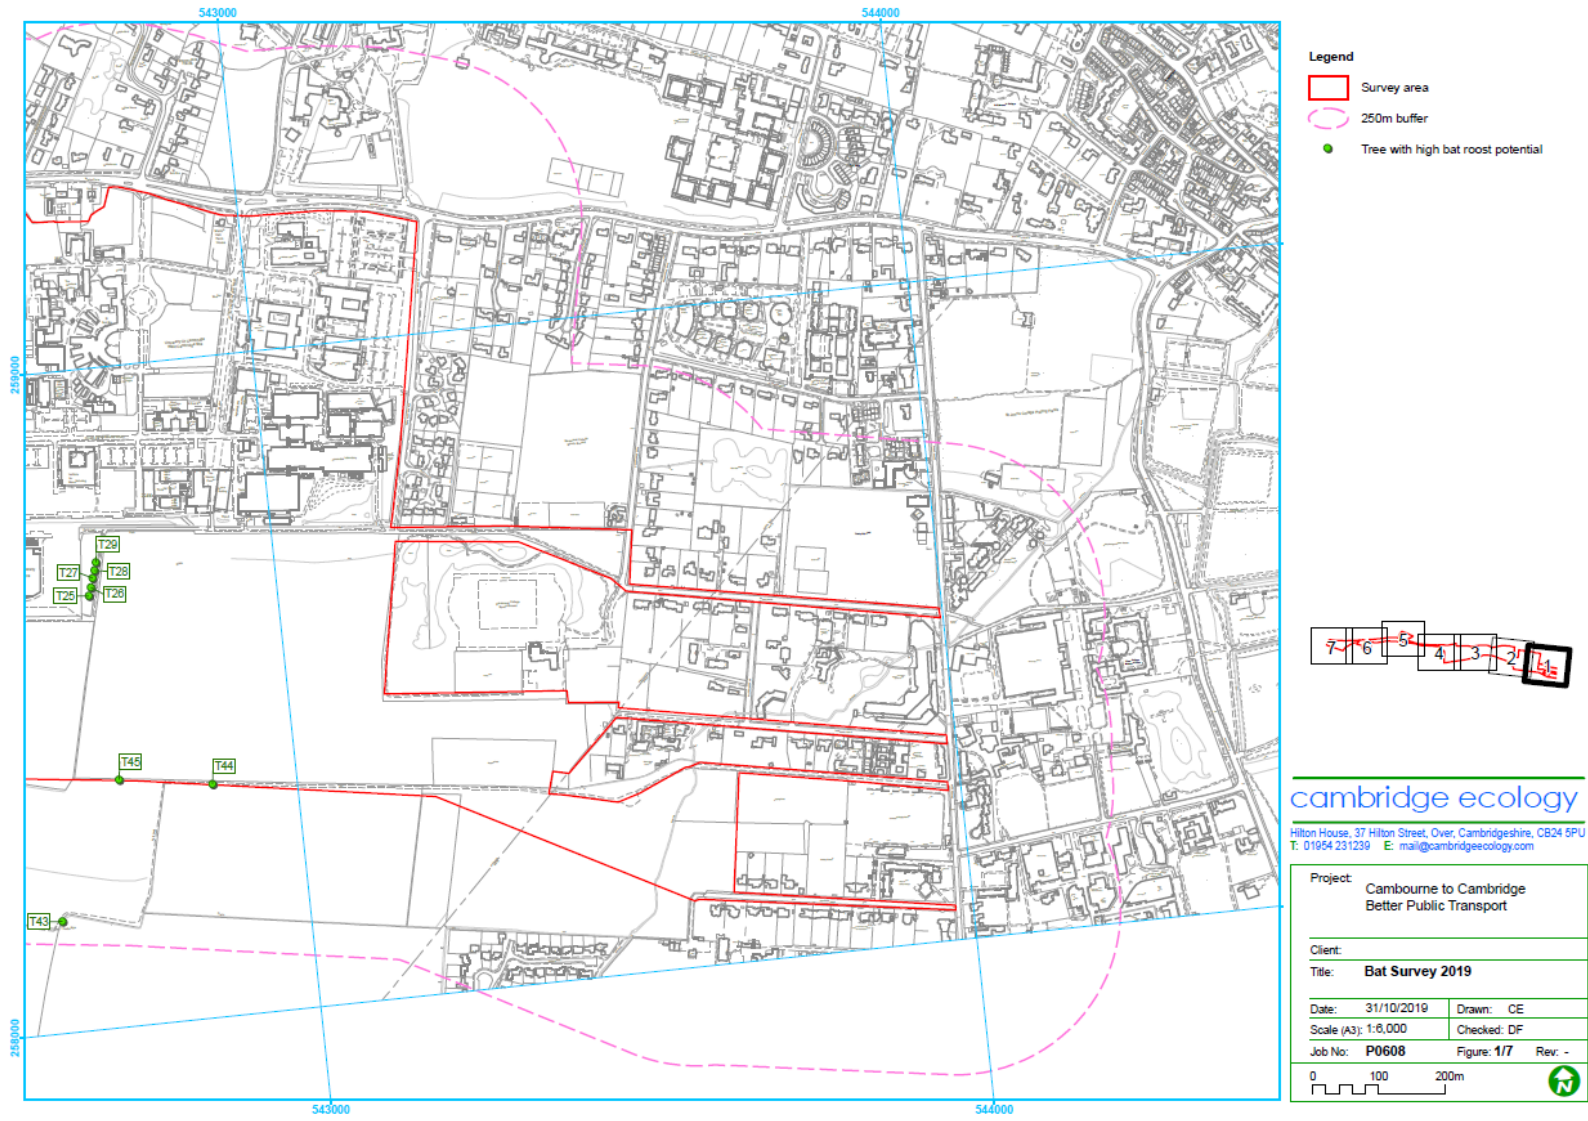 543000
544000
259000
258000
543000
544000
T29
T27
T28
T25
T26
T45
T44
T43
Legend
Survey area
250m buffer
Tree with high bat roost potential
7
6
5
4
3
2
1
cambridge ecology
Hilton House, 37 Hilton Street, Over, Cambridgeshire, CB24 5PU
T: 01954 231239 E: mail@cambridgeecology.com
Project:
Cambourne to Cambridge
Better Public Transport
Client:
Title: Bat Survey 2019
Date: 31/10/2019 Drawn: CE
Scale (A3): 1:6,000 Checked: DF
Job No: P0608 Figure: 1/7 Rev: -
0 100 200m
N